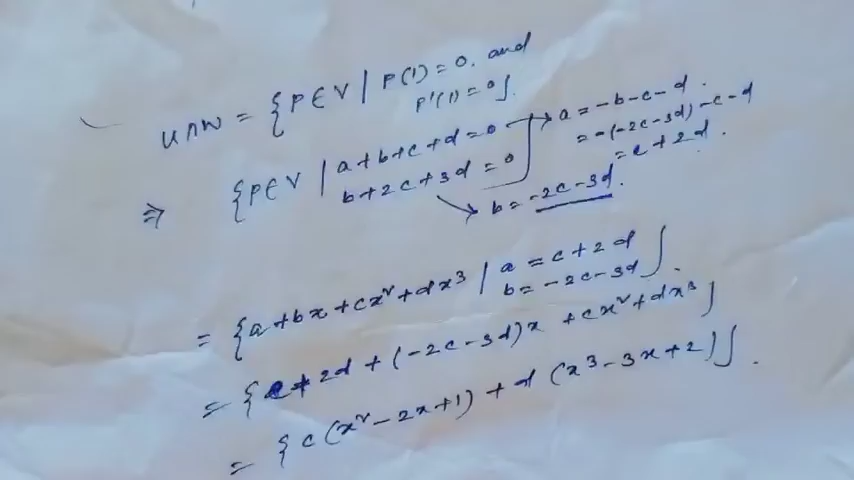 U∩W = {P∈V | P(1)=0. and
P'(1)=0}.
⇒ {P∈V | a+b+c+d=0 → a=-b-c-d.
b+2c+3d=0 = -(-2c-3d)-c-d
= c+2d.
→ b=-2c-3d.
= {a+bx+cx²+dx³ | a = c+2d
b = -2c-3d}.
= {c+2d+(-2c-3d)x +cx²+dx³}
= {c(x²-2x+1)+d(x³-3x+2)}.